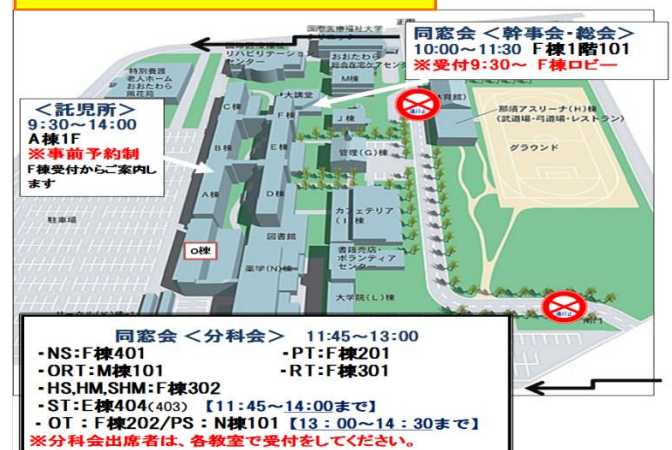 正面
国際医療福祉大学
クリニック
リハビリテーション
センター
おおたわら
総合在宅ケアセンター
同窓会 ＜幹事会・総会＞
10:00～11:30 F棟1階101
※受付9:30～ F棟ロビー
特別養護
老人ホーム
おおたわら
風花苑
＜託児所＞
9:30～14:00
A棟1F
※事前予約制
F棟受付からご案内し
ます
大講堂
M棟
C棟
F棟
J棟
B棟
E棟
管理(G)棟
A棟
D棟
通行止
那須アスリーナ(H)棟
(武道場・弓道場・レストラン)
グラウンド
駐車場
カフェテリア
(I)棟
図書館
O棟
薬学(N)棟
書籍売店・
ボランティア
センター
大学院(L)棟
通行止
南門
同窓会 ＜分科会＞ 11:45～13:00
・NS:F棟401 ・PT:F棟201
・ORT:M棟101 ・RT:F棟301
・HS,HM,SHM:F棟302
・ST:E棟404(403) 【11:45～14:00まで】
・OT：F棟202/PS：N棟101【13：00～14：30まで】
※分科会出席者は、各教室で受付をしてください。